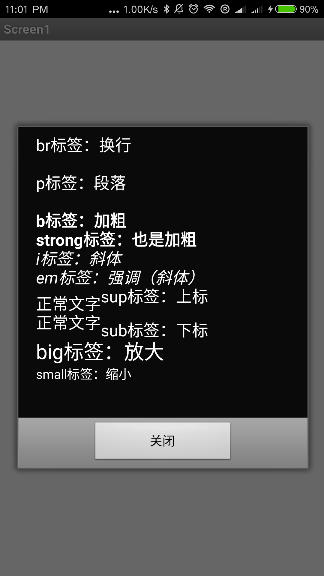 11:01 PM ... 1.00K/s 90%
Screen1
br标签：换行
p标签：段落
b标签：加粗
strong标签：也是加粗
i标签：斜体
em标签：强调（斜体）
正常文字sup标签：上标
正常文字sub标签：下标
big标签：放大
small标签：缩小
关闭